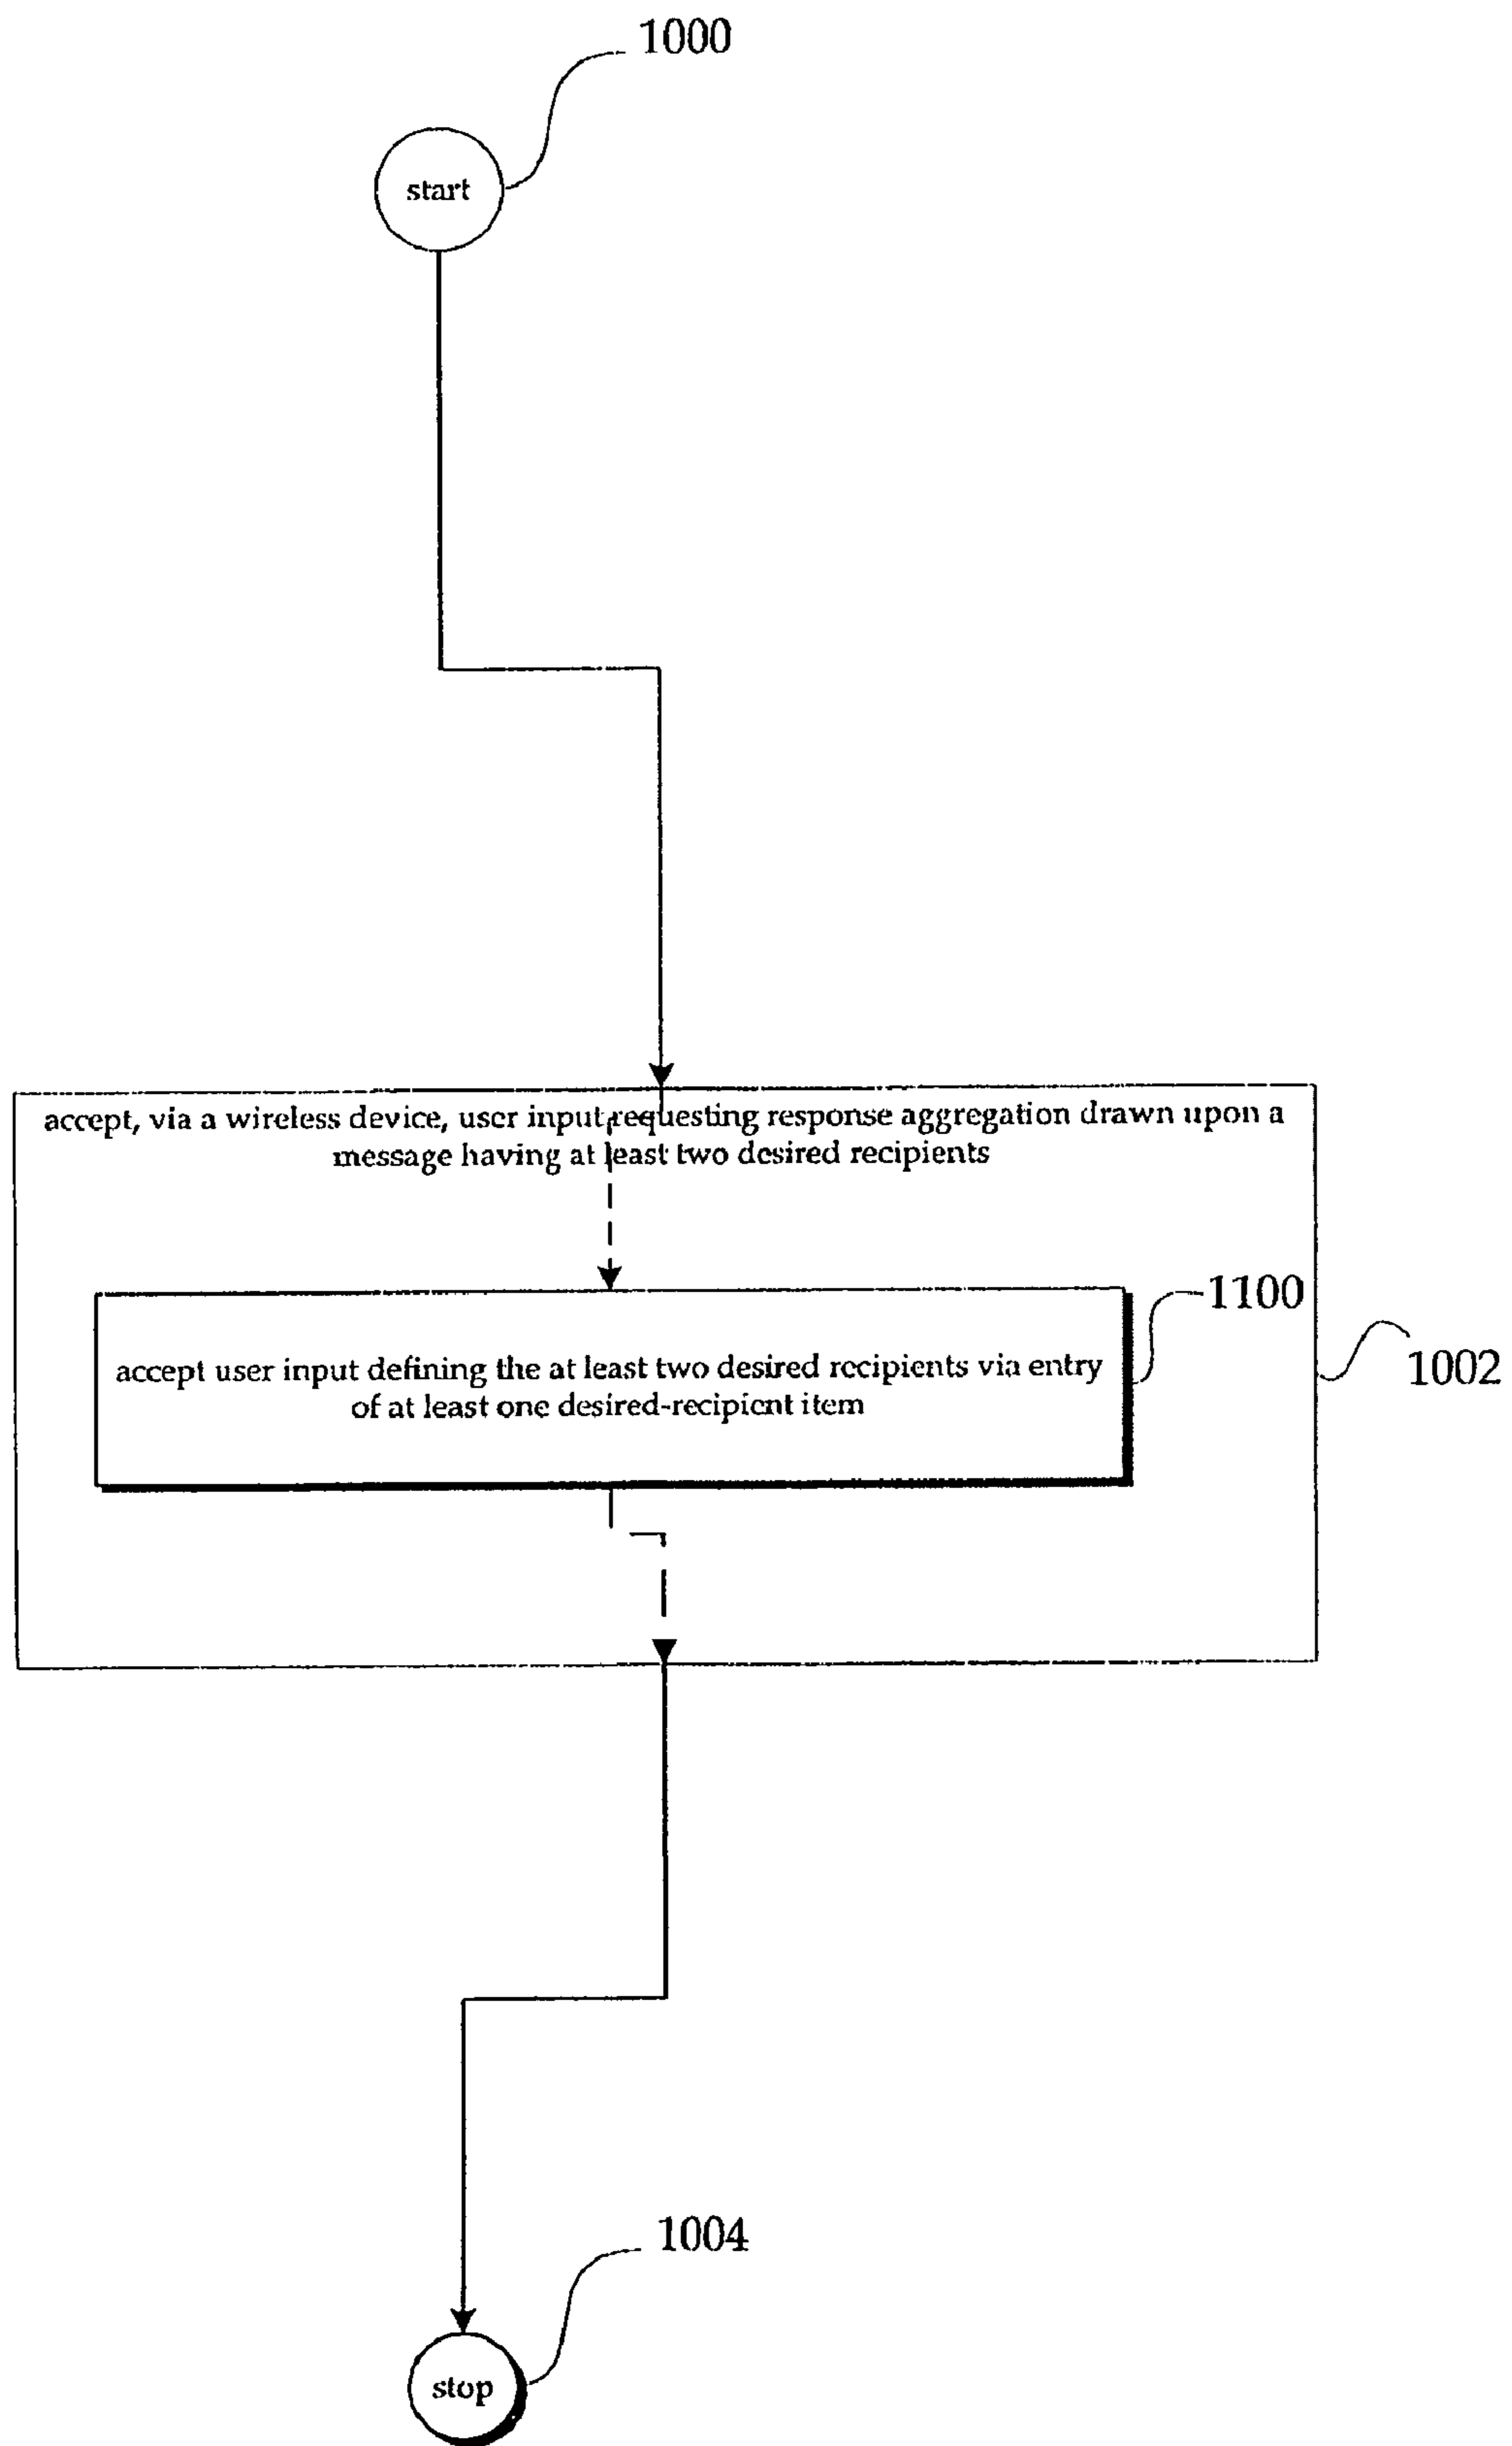 1000
start
accept, via a wireless device, user input requesting response aggregation drawn upon a
message having at least two desired recipients
1100
accept user input defining the at least two desired recipients via entry
of at least one desired-recipient item
1002
1004
stop